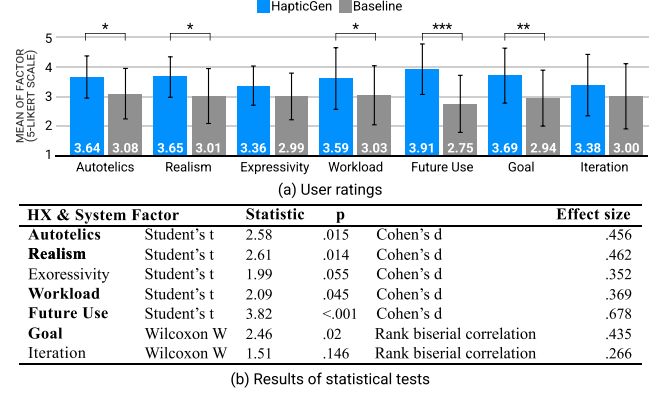 HapticGen Baseline
MEAN OF FACTOR
(5-LIKERT SCALE)
5
4
3
2
1
* * * *** **
3.64 3.08 3.65 3.01 3.36 2.99 3.59 3.03 3.91 2.75 3.69 2.94 3.38 3.00
Autotelics Realism Expressivity Workload Future Use Goal Iteration
(a) User ratings
HX & System Factor Statistic p Effect size
Autotelics Student's t 2.58 .015 Cohen's d .456
Realism Student's t 2.61 .014 Cohen's d .462
Exoressivity Student's t 1.99 .055 Cohen's d .352
Workload Student's t 2.09 .045 Cohen's d .369
Future Use Student's t 3.82 <.001 Cohen's d .678
Goal Wilcoxon W 2.46 .02 Rank biserial correlation .435
Iteration Wilcoxon W 1.51 .146 Rank biserial correlation .266
(b) Results of statistical tests